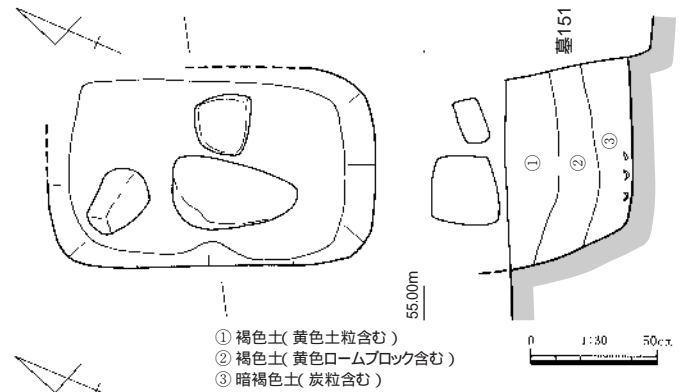 墓151
①
②
③
55.00m
① 褐色土( 黄色土粒含む )
② 褐色土( 黄色ロームブロック含む )
③ 暗褐色土( 炭粒含む )
0 1:30 50cm